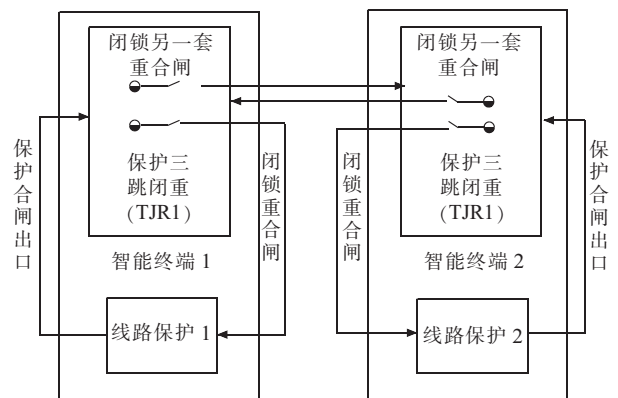 闭锁另一套
重合闸
保护三
跳闭重
(TJR1)
智能终端 1
线路保护 1
保护合闸出口
闭锁重合闸
闭锁另一套
重合闸
保护三
跳闭重
(TJR1)
智能终端 2
线路保护 2
闭锁重合闸
保护合闸出口